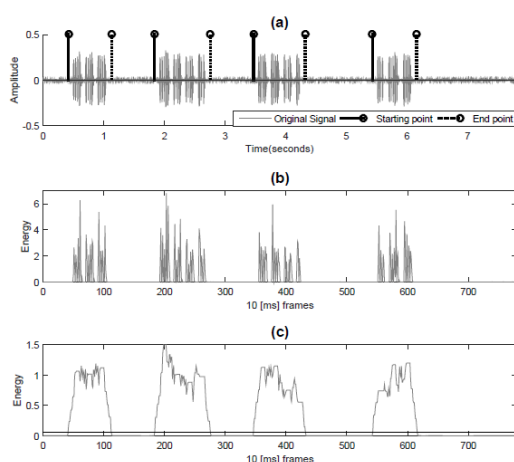 (a)
0.5
0
-0.5
Amplitude
0 1 2 3 4 5 6 7
Original Signal Starting point End point
Time(seconds)
(b)
6
4
2
0
Energy
0 100 200 300 400 500 600 700
10 [ms] frames
(c)
1.5
1
0.5
0
Energy
0 100 200 300 400 500 600 700
10 [ms] frames